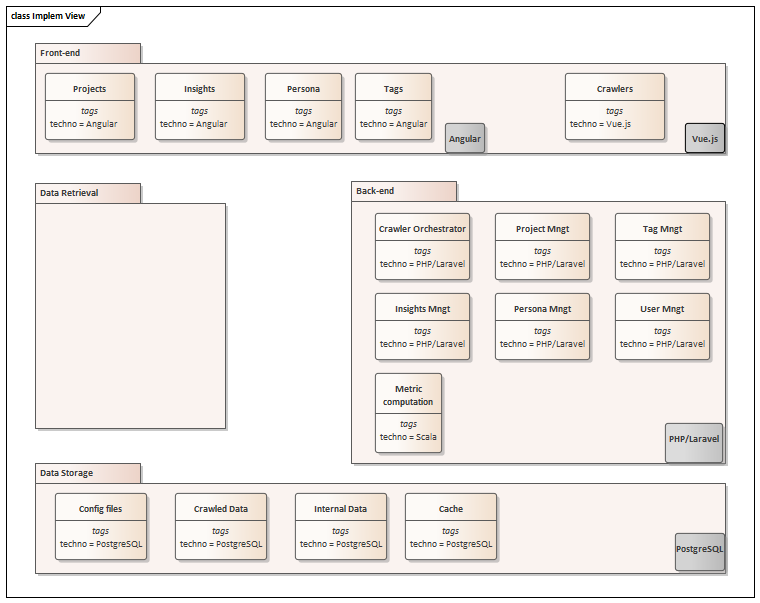 class Implem View
Front-end
Projects
tags
techno = Angular
Insights
tags
techno = Angular
Persona
tags
techno = Angular
Tags
tags
techno = Angular
Angular
Crawlers
tags
techno = Vue.js
Vue.js
Data Retrieval
Back-end
Crawler Orchestrator
tags
techno = PHP/Laravel
Project Mngt
tags
techno = PHP/Laravel
Tag Mngt
tags
techno = PHP/Laravel
Insights Mngt
tags
techno = PHP/Laravel
Persona Mngt
tags
techno = PHP/Laravel
User Mngt
tags
techno = PHP/Laravel
Metric
computation
tags
techno = Scala
PHP/Laravel
Data Storage
Config files
tags
techno = PostgreSQL
Crawled Data
tags
techno = PostgreSQL
Internal Data
tags
techno = PostgreSQL
Cache
tags
techno = PostgreSQL
PostgreSQL